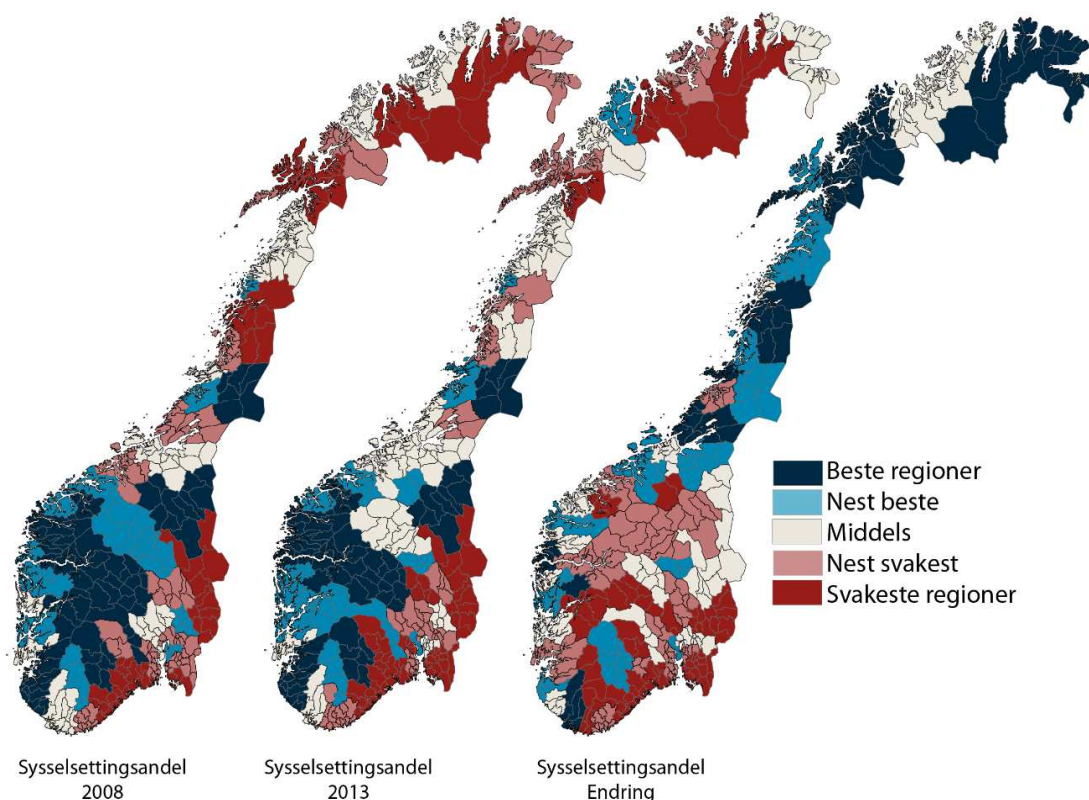 Beste regioner
Nest beste
Middels
Nest svakest
Svakeste regioner
Sysselsettingsandel
2008
Sysselsettingsandel
2013
Sysselsettingsandel
Endring